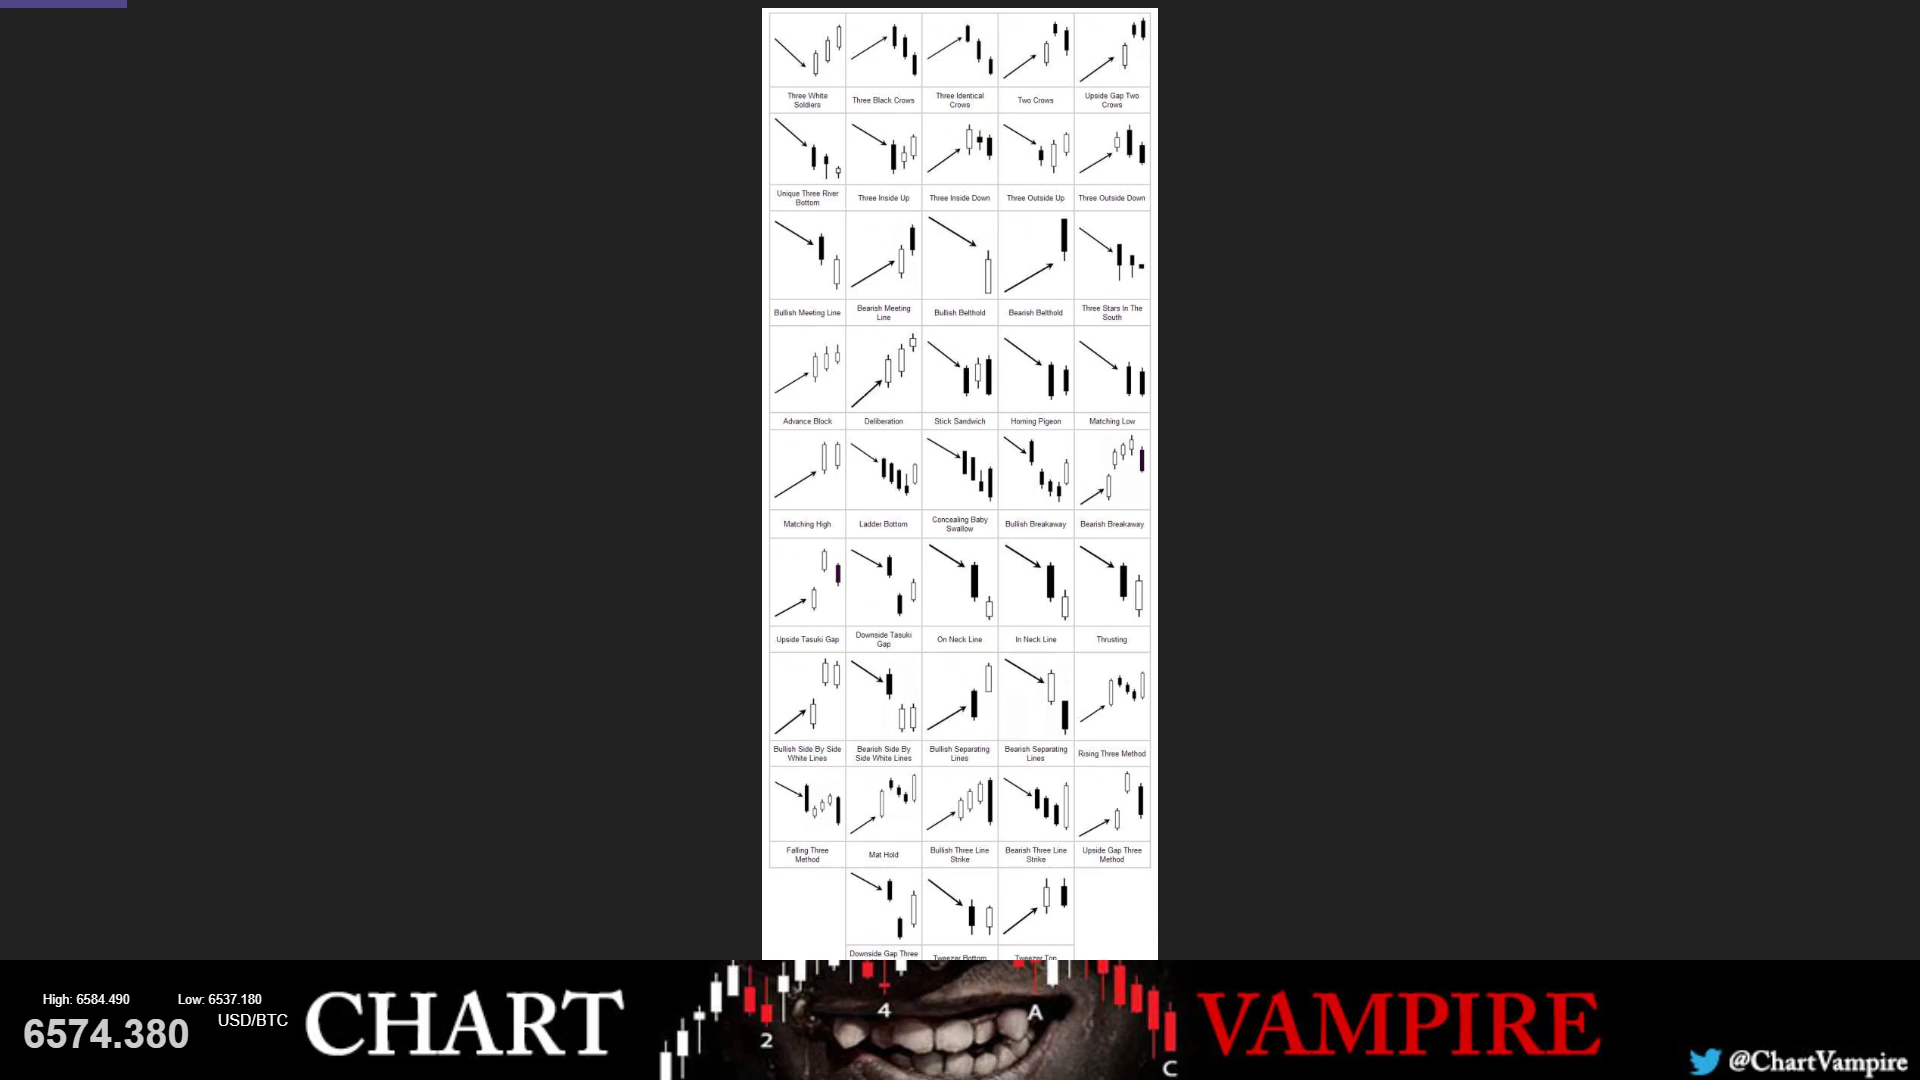 Three White
Soldiers
Three Black Crows
Three Identical
Crows
Two Crows
Upside Gap Two
Crows
Unique Three River
Bottom
Three Inside Up
Three Inside Down
Three Outside Up
Three Outside Down
Bullish Meeting Line
Bearish Meeting
Line
Bullish Belthold
Bearish Belthold
Three Stars In The
South
Advance Block
Deliberation
Stick Sandwich
Homing Pigeon
Matching Low
Matching High
Ladder Bottom
Concealing Baby
Swallow
Bullish Breakaway
Bearish Breakaway
Upside Tasuki Gap
Downside Tasuki
Gap
On Neck Line
In Neck Line
Thrusting
Bullish Side By Side
White Lines
Bearish Side By
Side White Lines
Bullish Separating
Lines
Bearish Separating
Lines
Rising Three Method
Falling Three
Method
Mat Hold
Bullish Three Line
Strike
Bearish Three Line
Strike
Upside Gap Three
Method
Downside Gap Three
Tweezer Bottom
Tweezer Top
High: 6584.490
Low: 6537.180
6574.380
USD/BTC
CHART
2
4
A
C
VAMPIRE
@ChartVampire